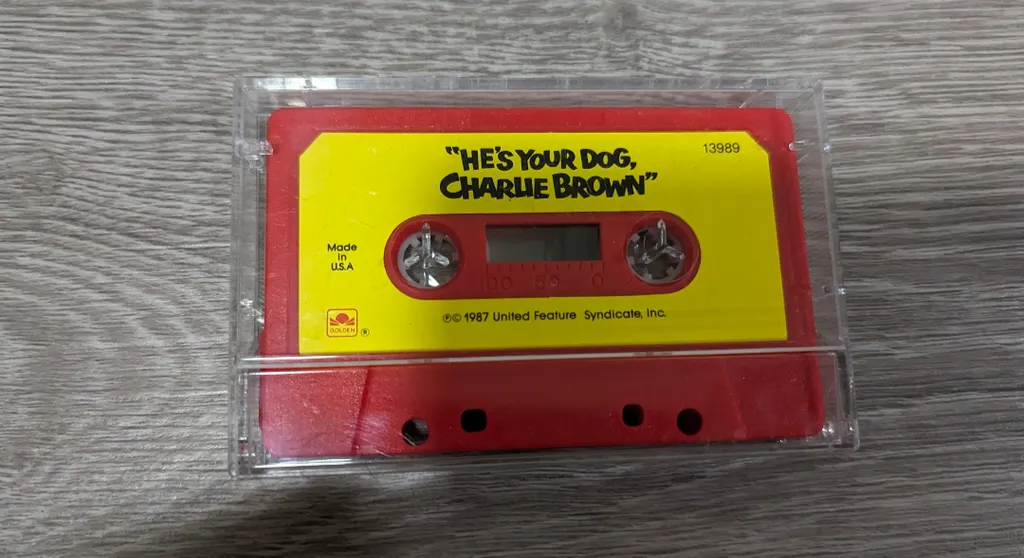 "HE'S YOUR DOG,
CHARLIE BROWN"
13989
Made
in
U.S.A
100 50 0
GOLDEN ®
℗© 1987 United Feature Syndicate, Inc.